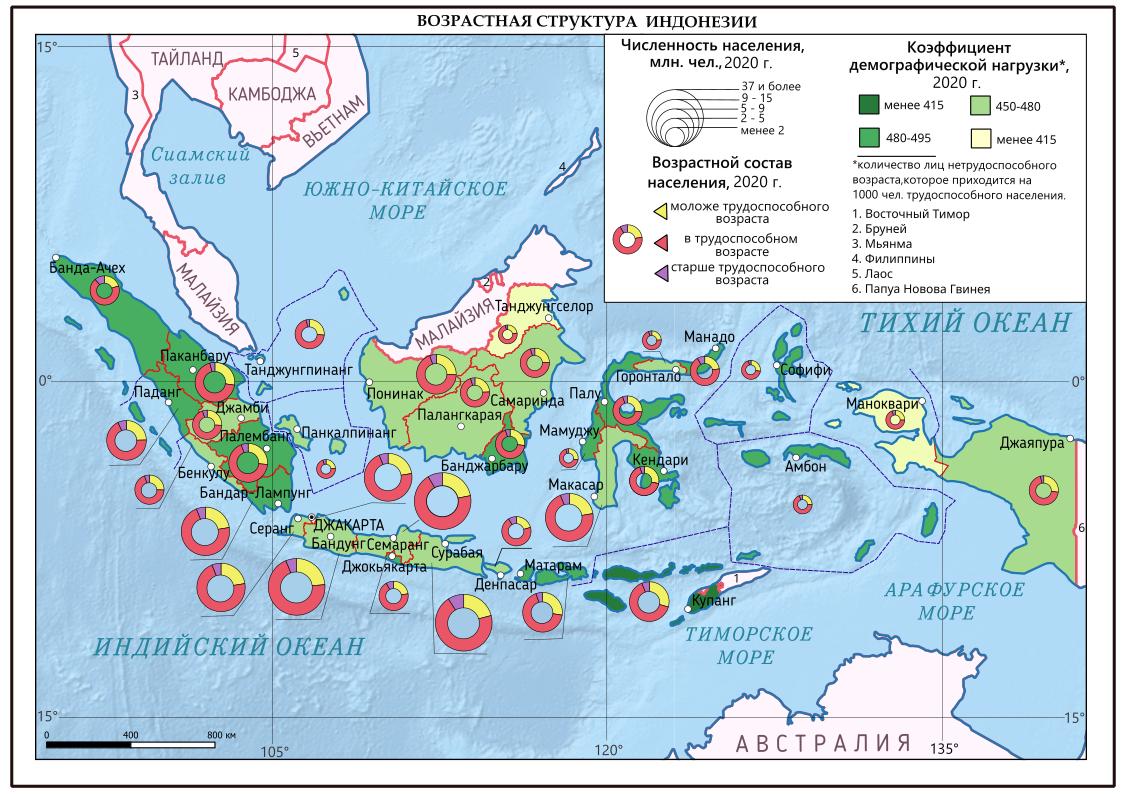 ВОЗРАСТНАЯ СТРУКТУРА ИНДОНЕЗИИ
15°
ТАЙЛАНД
5
КАМБОДЖА
3
ВЬЕТНАМ
Сиамский
залив
ЮЖНО-КИТАЙСКОЕ
МОРЕ
4
Численность населения,
млн. чел., 2020 г.
37 и более
9 - 15
5 - 9
2 - 5
менее 2
Возрастной состав
населения, 2020 г.
моложе трудоспособного
возраста
в трудоспособном
возрасте
старше трудоспособного
возраста
Коэффициент
демографической нагрузки*,
2020 г.
менее 415
450-480
480-495
менее 415
*количество лиц нетрудоспособного
возраста,которое приходится на
1000 чел. трудоспособного населения.
1. Восточный Тимор
2. Бруней
3. Мьянма
4. Филиппины
5. Лаос
6. Папуа Новова Гвинея
Банда-Ачех
МАЛАЙЗИЯ
2
МАЛАЙЗИЯ
Танджунгселор
ТИХИЙ ОКЕАН
Манадо
Паканбару
Танджунгпинанг
0°
0°
Горонтало
Софифи
Паданг
Понинак
Самаринда
Палу
Маноквари
Джамби
Палангкарая
Палембанг
Панкалпинанг
Мамуджу
Джаяпура
Бенкулу
Банджарбару
Кендари
Амбон
Бандар-Лампунг
Макасар
Серанг
ДЖАКАРТА
6
Бандунг
Семаранг
Сурабая
Джокьякарта
Матарам
Денпасар
1
Купанг
АРАФУРСКОЕ
МОРЕ
ИНДИЙСКИЙ ОКЕАН
ТИМОРСКОЕ
МОРЕ
15°
15°
0
400
800 км
АВСТРАЛИЯ
105°
120°
135°